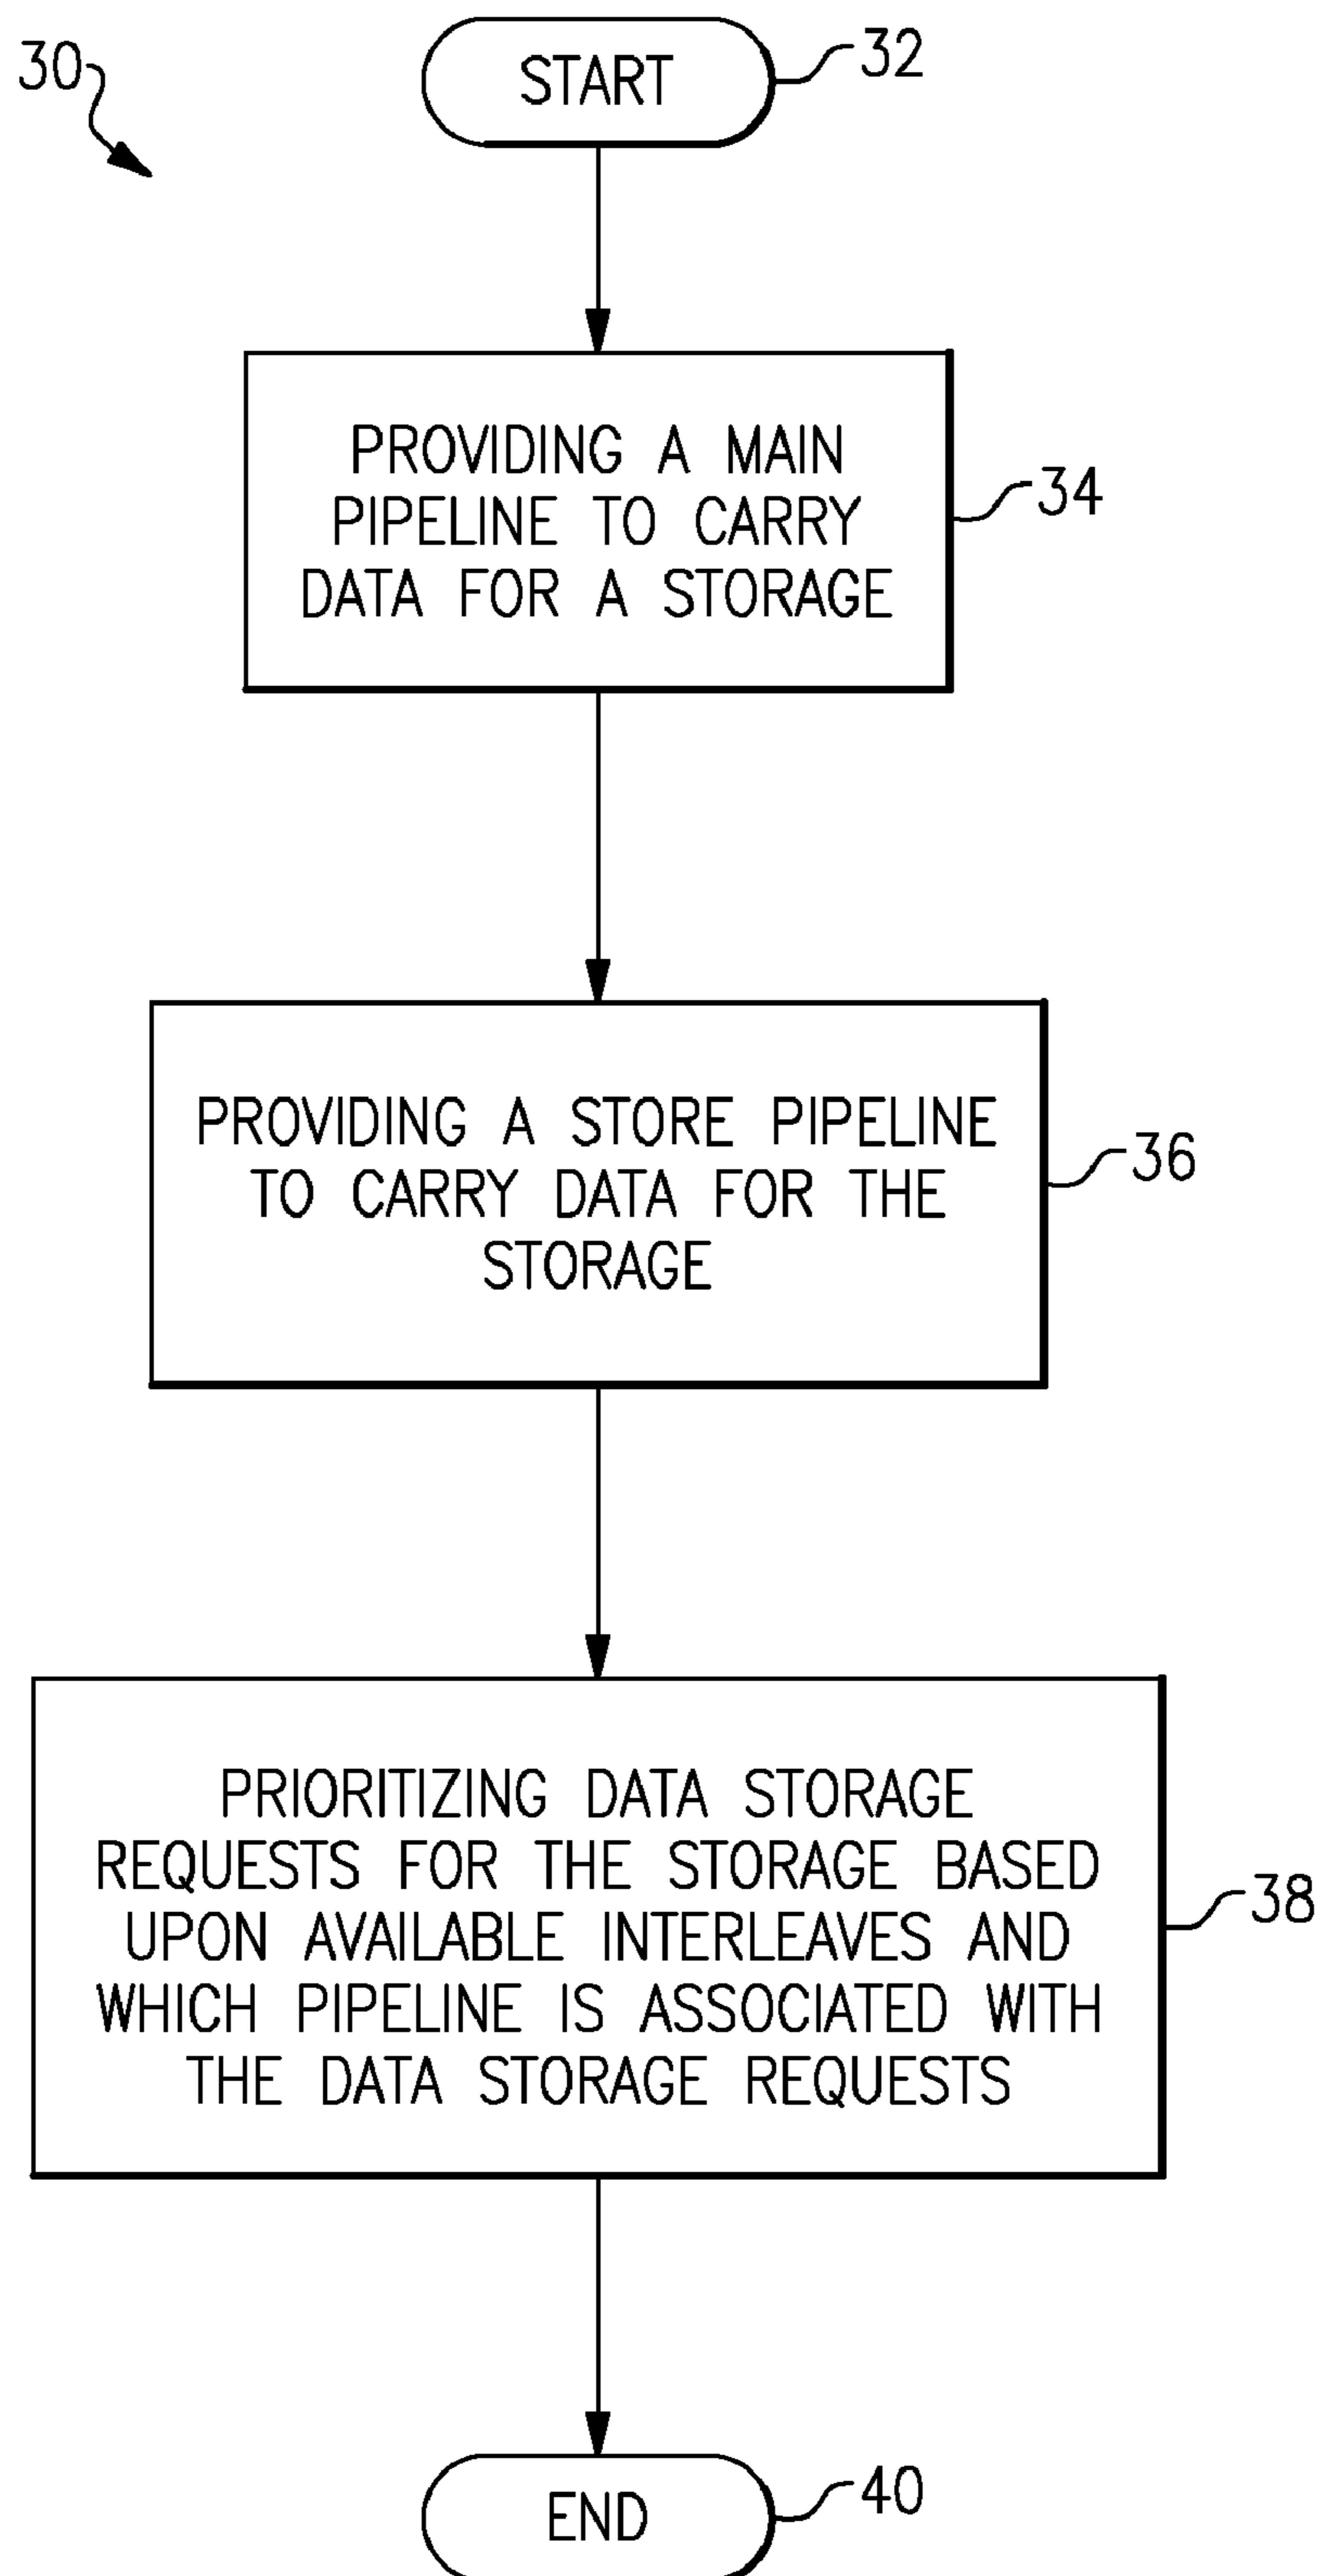 30
START
32
PROVIDING A MAIN
PIPELINE TO CARRY
DATA FOR A STORAGE
34
PROVIDING A STORE PIPELINE
TO CARRY DATA FOR THE
STORAGE
36
PRIORITIZING DATA STORAGE
REQUESTS FOR THE STORAGE BASED
UPON AVAILABLE INTERLEAVES AND
WHICH PIPELINE IS ASSOCIATED WITH
THE DATA STORAGE REQUESTS
38
END
40